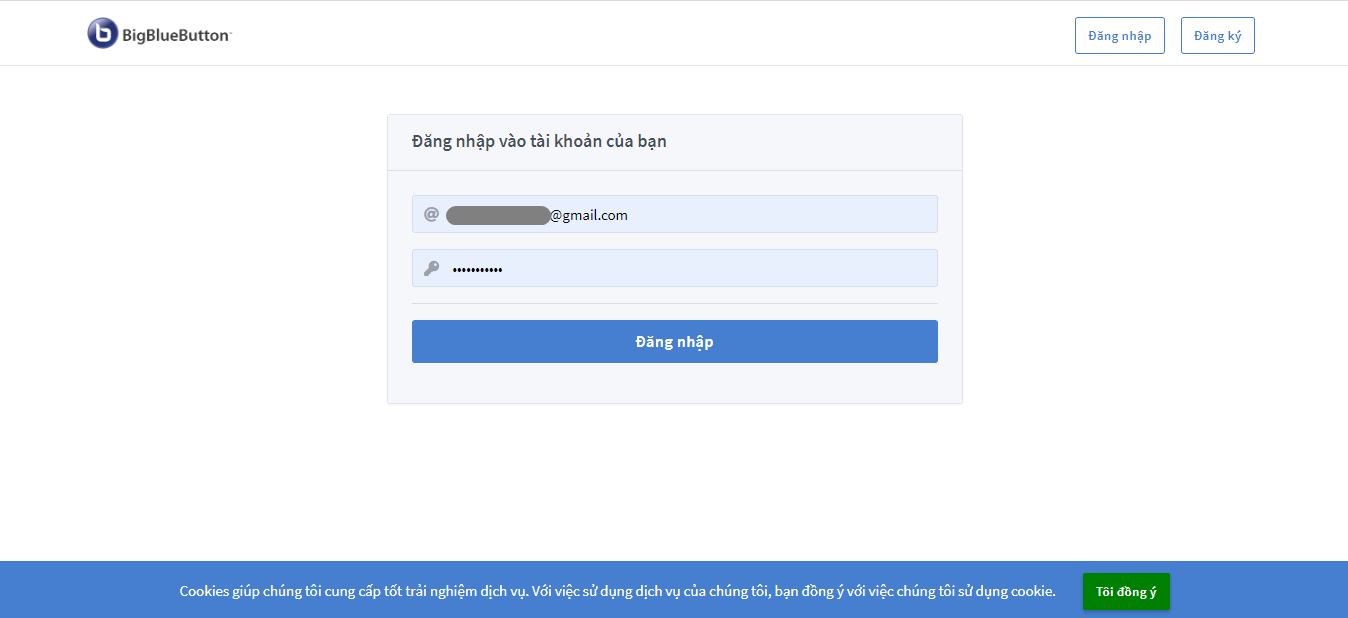 BigBlueButton
Đăng nhập
Đăng ký
Đăng nhập vào tài khoản của bạn
@
@gmail.com
•••••••••••
Đăng nhập
Cookies giúp chúng tôi cung cấp tốt trải nghiệm dịch vụ. Với việc sử dụng dịch vụ của chúng tôi, bạn đồng ý với việc chúng tôi sử dụng cookie.
Tôi đồng ý